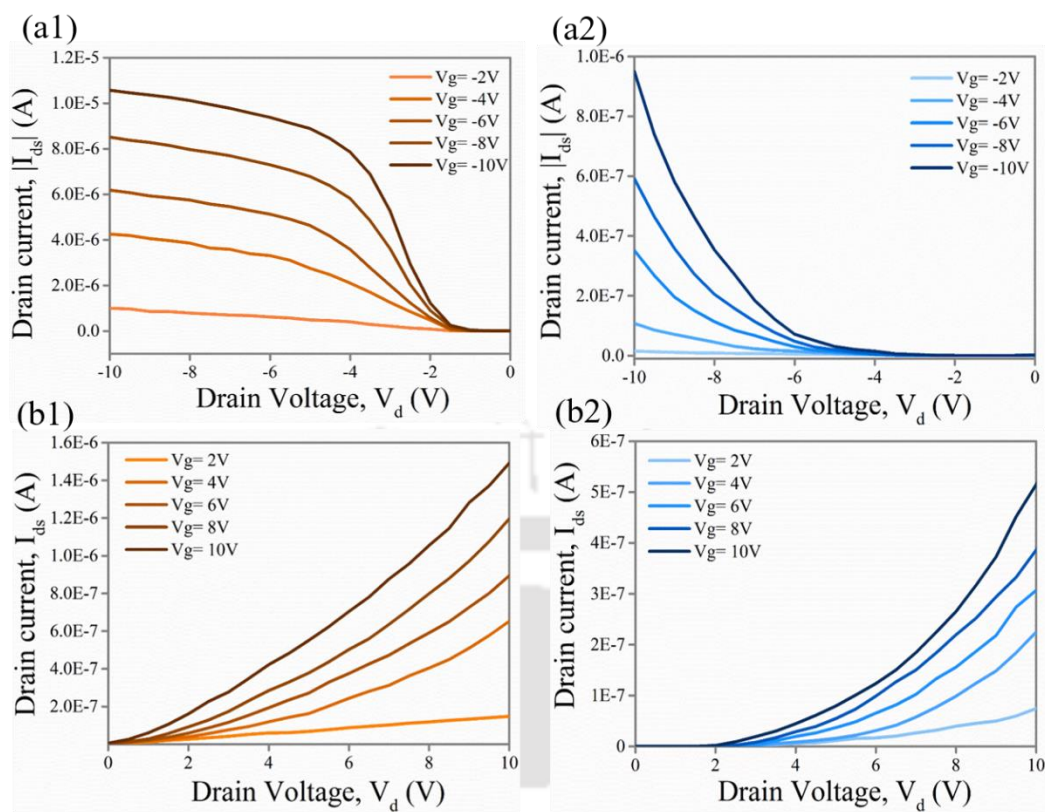 (a1)
1.2E-5
1.0E-5
8.0E-6
6.0E-6
4.0E-6
2.0E-6
0.0
Drain current, |I_ds| (A)
Vg= -2V
Vg= -4V
Vg= -6V
Vg= -8V
Vg= -10V
-10 -8 -6 -4 -2 -0
Drain Voltage, V_d (V)
(a2)
1.0E-6
8.0E-7
6.0E-7
4.0E-7
2.0E-7
0.0
Drain current, |I_ds| (A)
Vg= -2V
Vg= -4V
Vg= -6V
Vg= -8V
Vg= -10V
-10 -8 -6 -4 -2 0
Drain Voltage, V_d (V)
(b1)
1.6E-6
1.4E-6
1.2E-6
1.0E-6
8.0E-7
6.0E-7
4.0E-7
2.0E-7
Drain current, I_ds (A)
Vg= 2V
Vg= 4V
Vg= 6V
Vg= 8V
Vg= 10V
0 2 4 6 8 10
Drain Voltage, V_d (V)
(b2)
6E-7
5E-7
4E-7
3E-7
2E-7
1E-7
0
Drain current, I_ds (A)
Vg= 2V
Vg= 4V
Vg= 6V
Vg= 8V
Vg= 10V
0 2 4 6 8 10
Drain Voltage, V_d (V)